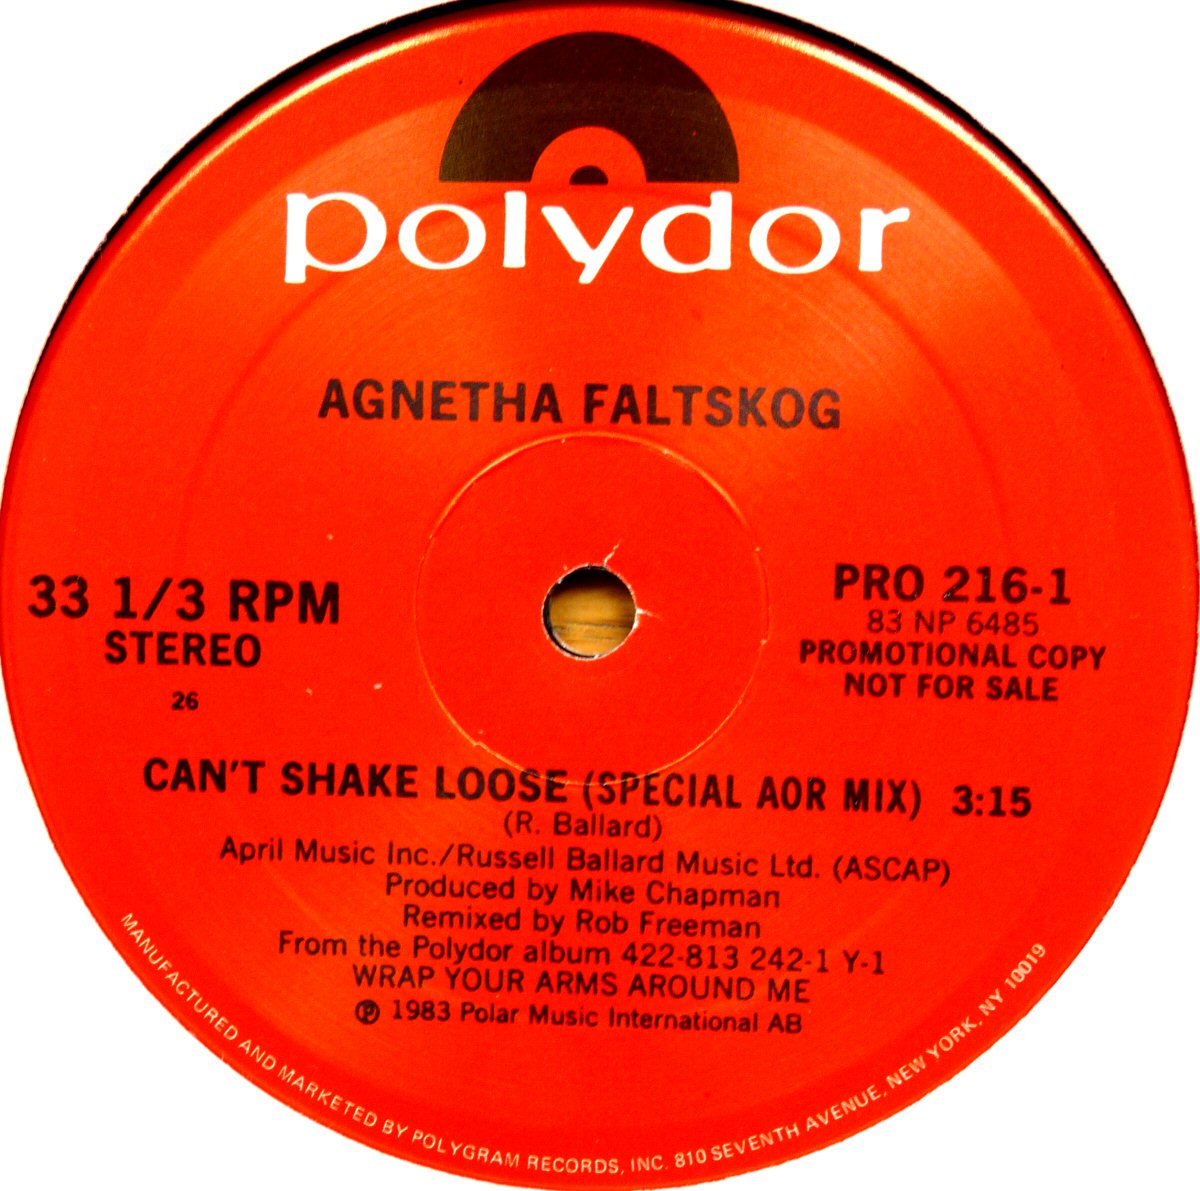 polydor
AGNETHA FALTSKOG
33 1/3 RPM
STEREO
26
PRO 216-1
83 NP 6485
PROMOTIONAL COPY
NOT FOR SALE
CAN'T SHAKE LOOSE (SPECIAL AOR MIX) 3:15
(R. Ballard)
April Music Inc./Russell Ballard Music Ltd. (ASCAP)
Produced by Mike Chapman
Remixed by Rob Freeman
From the Polydor album 422-813 242-1 Y-1
WRAP YOUR ARMS AROUND ME
℗ 1983 Polar Music International AB
MANUFACTURED AND MARKETED BY POLYGRAM RECORDS, INC. 810 SEVENTH AVENUE, NEW YORK, NY 10019